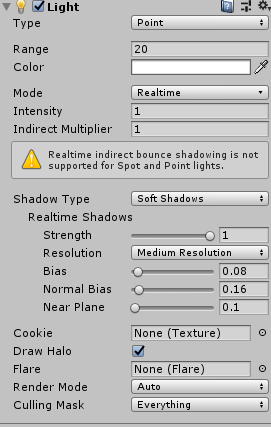 Light
Type Point
Range 20
Color
Mode Realtime
Intensity 1
Indirect Multiplier 1
Realtime indirect bounce shadowing is not
supported for Spot and Point lights.
Shadow Type Soft Shadows
Realtime Shadows
Strength 1
Resolution Medium Resolution
Bias 0.08
Normal Bias 0.16
Near Plane 0.1
Cookie None (Texture)
Draw Halo
Flare None (Flare)
Render Mode Auto
Culling Mask Everything